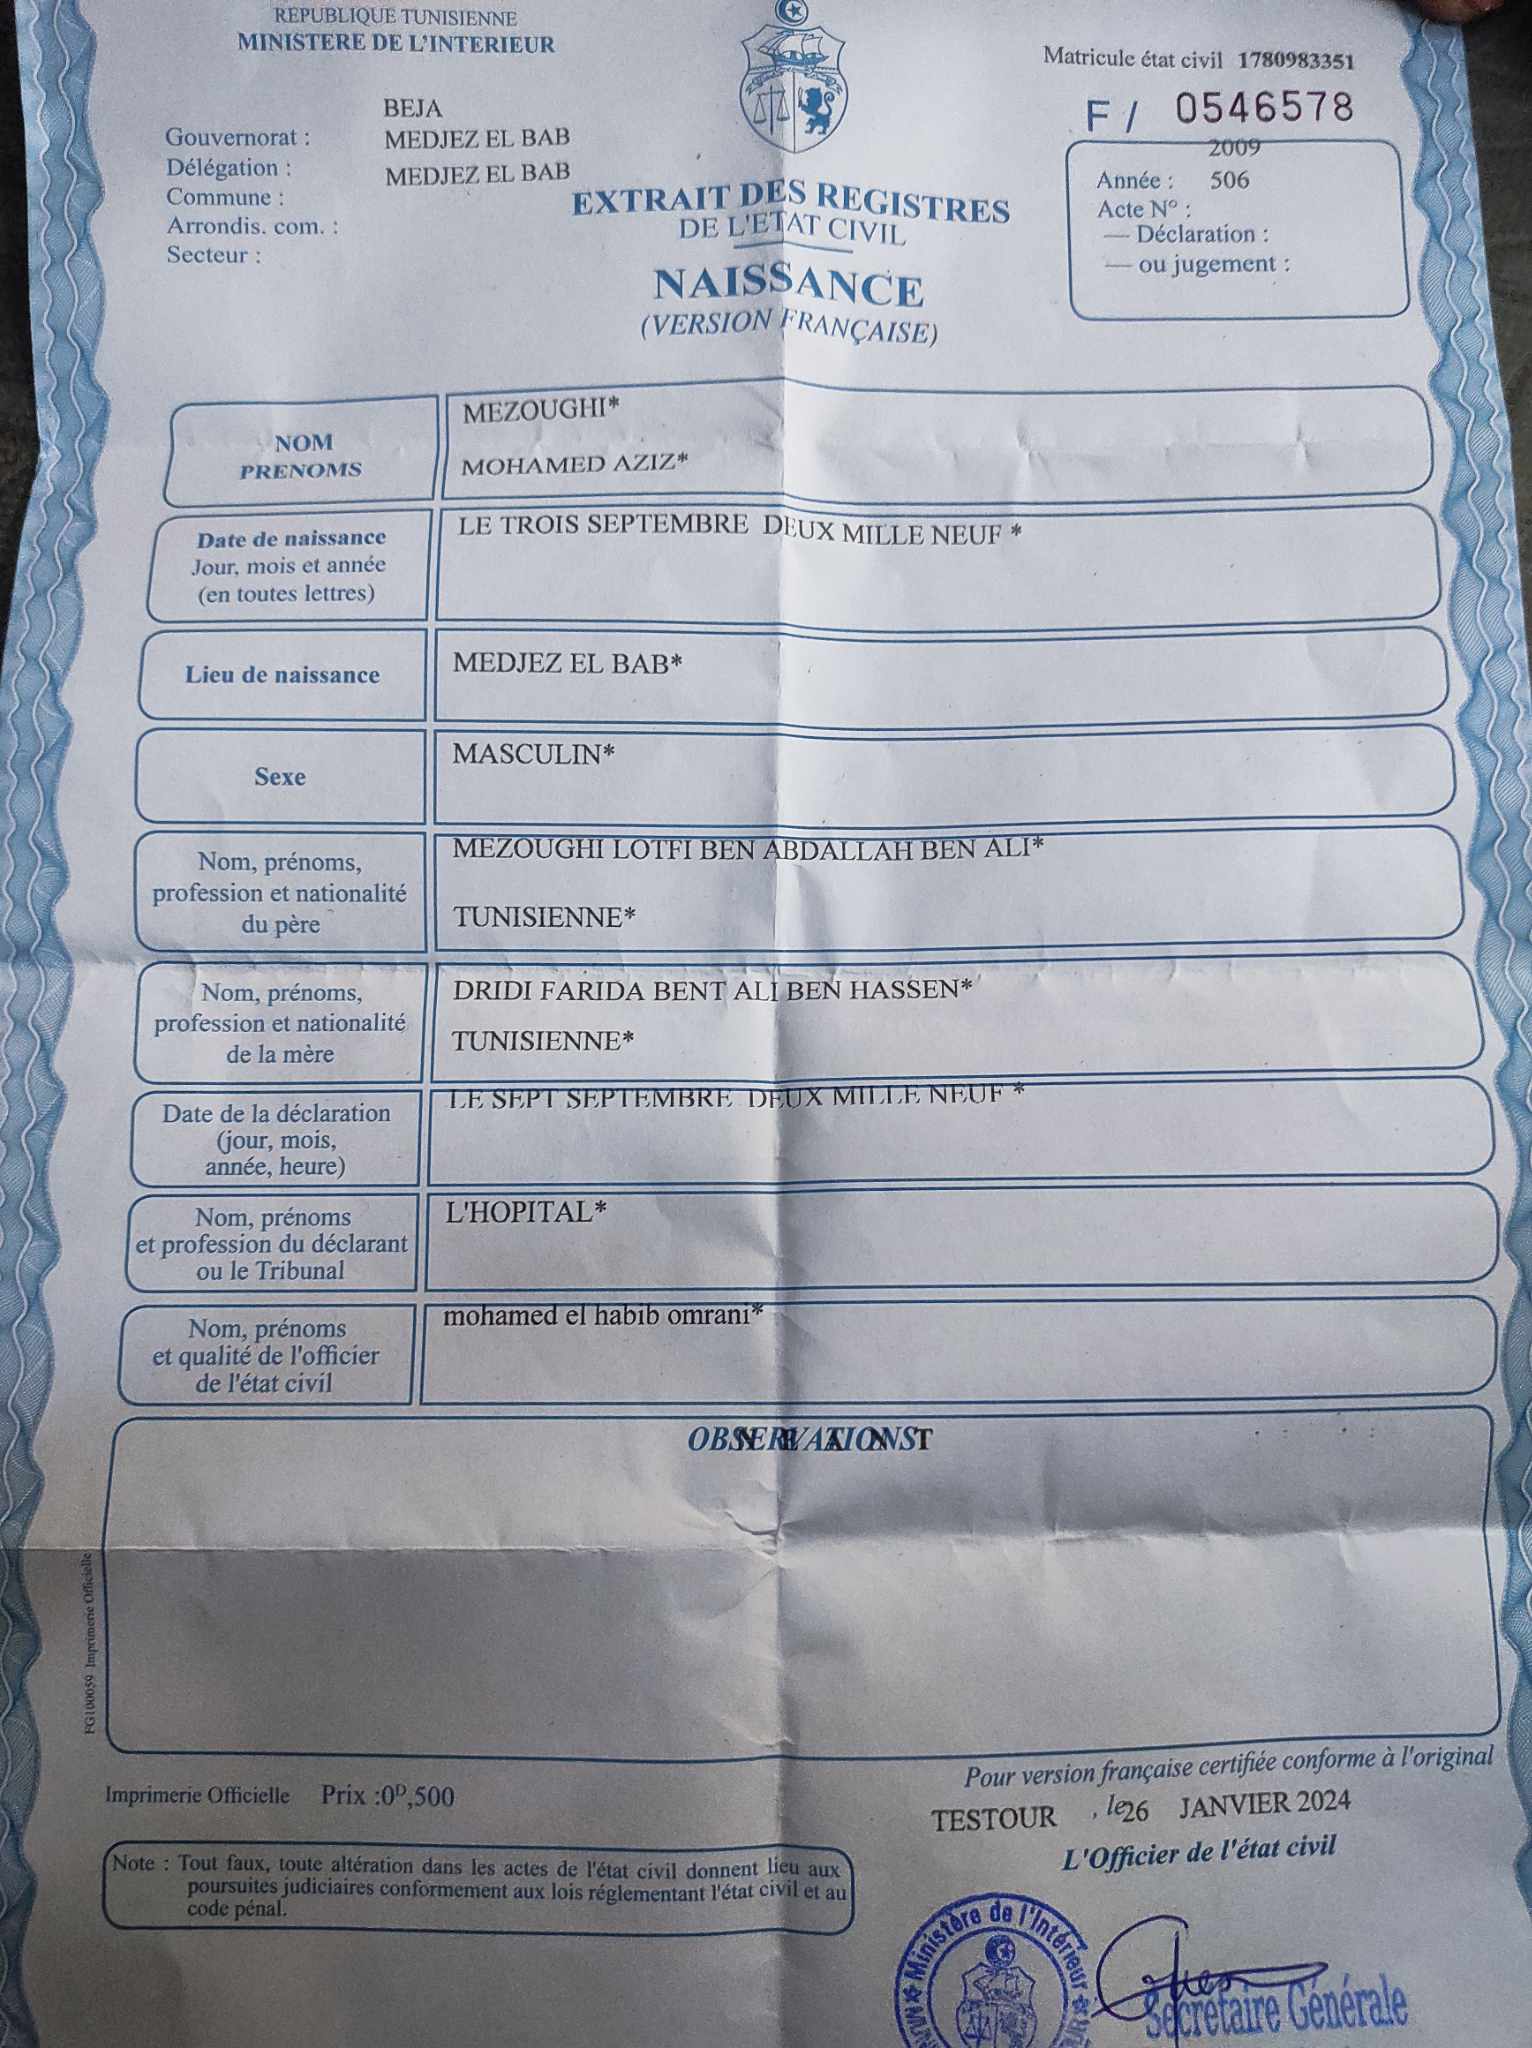 REPUBLIQUE TUNISIENNE
MINISTERE DE L'INTERIEUR
Matricule état civil 1780983351
F / 0546578
BEJA
Gouvernorat : MEDJEZ EL BAB
Délégation : MEDJEZ EL BAB
Commune :
Arrondis. com. :
Secteur :
2009
Année : 506
Acte N° :
— Déclaration :
— ou jugement :
EXTRAIT DES REGISTRES
DE L'ETAT CIVIL
NAISSANCE
(VERSION FRANÇAISE)
NOM
PRENOMS
MEZOUGHI*
MOHAMED AZIZ*
Date de naissance
Jour, mois et année
(en toutes lettres)
LE TROIS SEPTEMBRE DEUX MILLE NEUF *
Lieu de naissance
MEDJEZ EL BAB*
Sexe
MASCULIN*
Nom, prénoms,
profession et nationalité
du père
MEZOUGHI LOTFI BEN ABDALLAH BEN ALI*
TUNISIENNE*
Nom, prénoms,
profession et nationalité
de la mère
DRIDI FARIDA BENT ALI BEN HASSEN*
TUNISIENNE*
Date de la déclaration
(jour, mois,
année, heure)
LE SEPT SEPTEMBRE DEUX MILLE NEUF *
Nom, prénoms
et profession du déclarant
ou le Tribunal
L'HOPITAL*
Nom, prénoms
et qualité de l'officier
de l'état civil
mohamed el habib omrani*
OBSERVATIONS
N E A N T
FG100059 Imprimerie Officielle
Imprimerie Officielle Prix :0ᴰ,500
Pour version française certifiée conforme à l'original
TESTOUR , le 26 JANVIER 2024
L'Officier de l'état civil
Note : Tout faux, toute altération dans les actes de l'état civil donnent lieu aux
poursuites judiciaires conformement aux lois réglementant l'état civil et au
code pénal.
Ministère de l'Intérieur
Secrétaire Générale